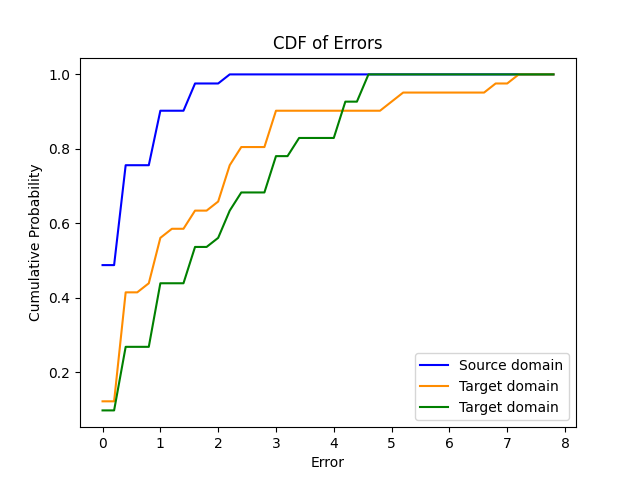 CDF of Errors
1.0
0.8
0.6
0.4
0.2
Cumulative Probability
Source domain
Target domain
Target domain
0 1 2 3 4 5 6 7 8
Error